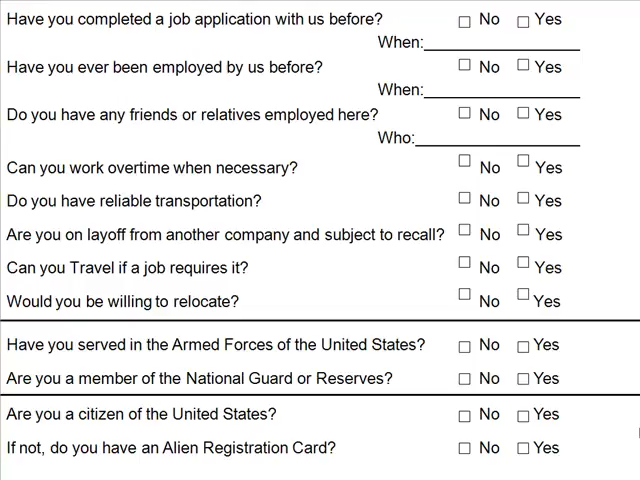 Have you completed a job application with us before? ☐ No ☐ Yes
When:
Have you ever been employed by us before? ☐ No ☐ Yes
When:
Do you have any friends or relatives employed here? ☐ No ☐ Yes
Who:
Can you work overtime when necessary? ☐ No ☐ Yes
Do you have reliable transportation? ☐ No ☐ Yes
Are you on layoff from another company and subject to recall? ☐ No ☐ Yes
Can you Travel if a job requires it? ☐ No ☐ Yes
Would you be willing to relocate? ☐ No ☐ Yes
Have you served in the Armed Forces of the United States? ☐ No ☐ Yes
Are you a member of the National Guard or Reserves? ☐ No ☐ Yes
Are you a citizen of the United States? ☐ No ☐ Yes
If not, do you have an Alien Registration Card? ☐ No ☐ Yes